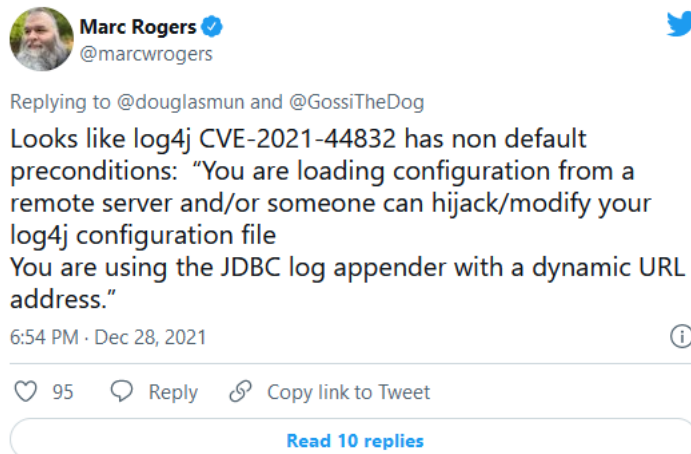 Marc Rogers
@marcwrogers
Replying to @douglasmun and @GossiTheDog
Looks like log4j CVE-2021-44832 has non default
preconditions:  “You are loading configuration from a
remote server and/or someone can hijack/modify your
log4j configuration file
You are using the JDBC log appender with a dynamic URL
address.”
6:54 PM · Dec 28, 2021
95 Reply Copy link to Tweet
Read 10 replies